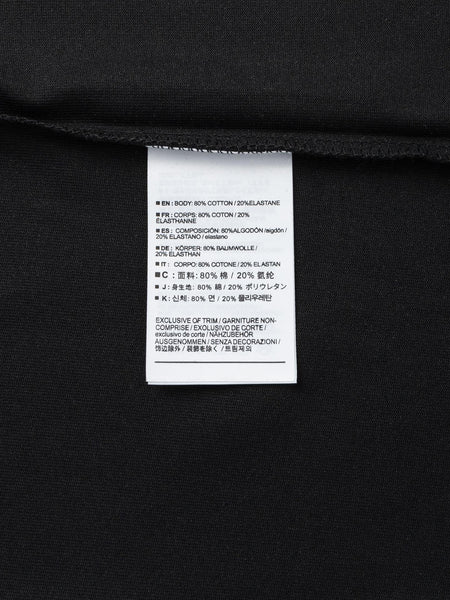 ■ EN: BODY: 80% COTTON / 20%ELASTANE
■ FR: CORPS: 80% COTON / 20%
ÉLASTHANNE
■ ES: COMPOSICIÓN: 80%ALGODÓN /algodón /
20% ELASTANO / elastano
■ DE: KÖRPER: 80% BAUMWOLLE /
20% ELASTHAN
■ IT: CORPO: 80% COTONE / 20% ELASTAN
■ C: 面料: 80% 棉 / 20% 氨纶
■ J: 身生地: 80% 綿 / 20% ポリウレタン
■ K: 신체: 80% 면 / 20% 폴리우레탄
EXCLUSIVE OF TRIM / GARNITURE NON-
COMPRISE / EXCLUSIVO DE CORTE /
exclusivo de corte / NÄHZUBEHÖR
AUSGENOMMEN / SENZA DECORAZIONI /
饰边除外 / 装飾を除く / 트림제외